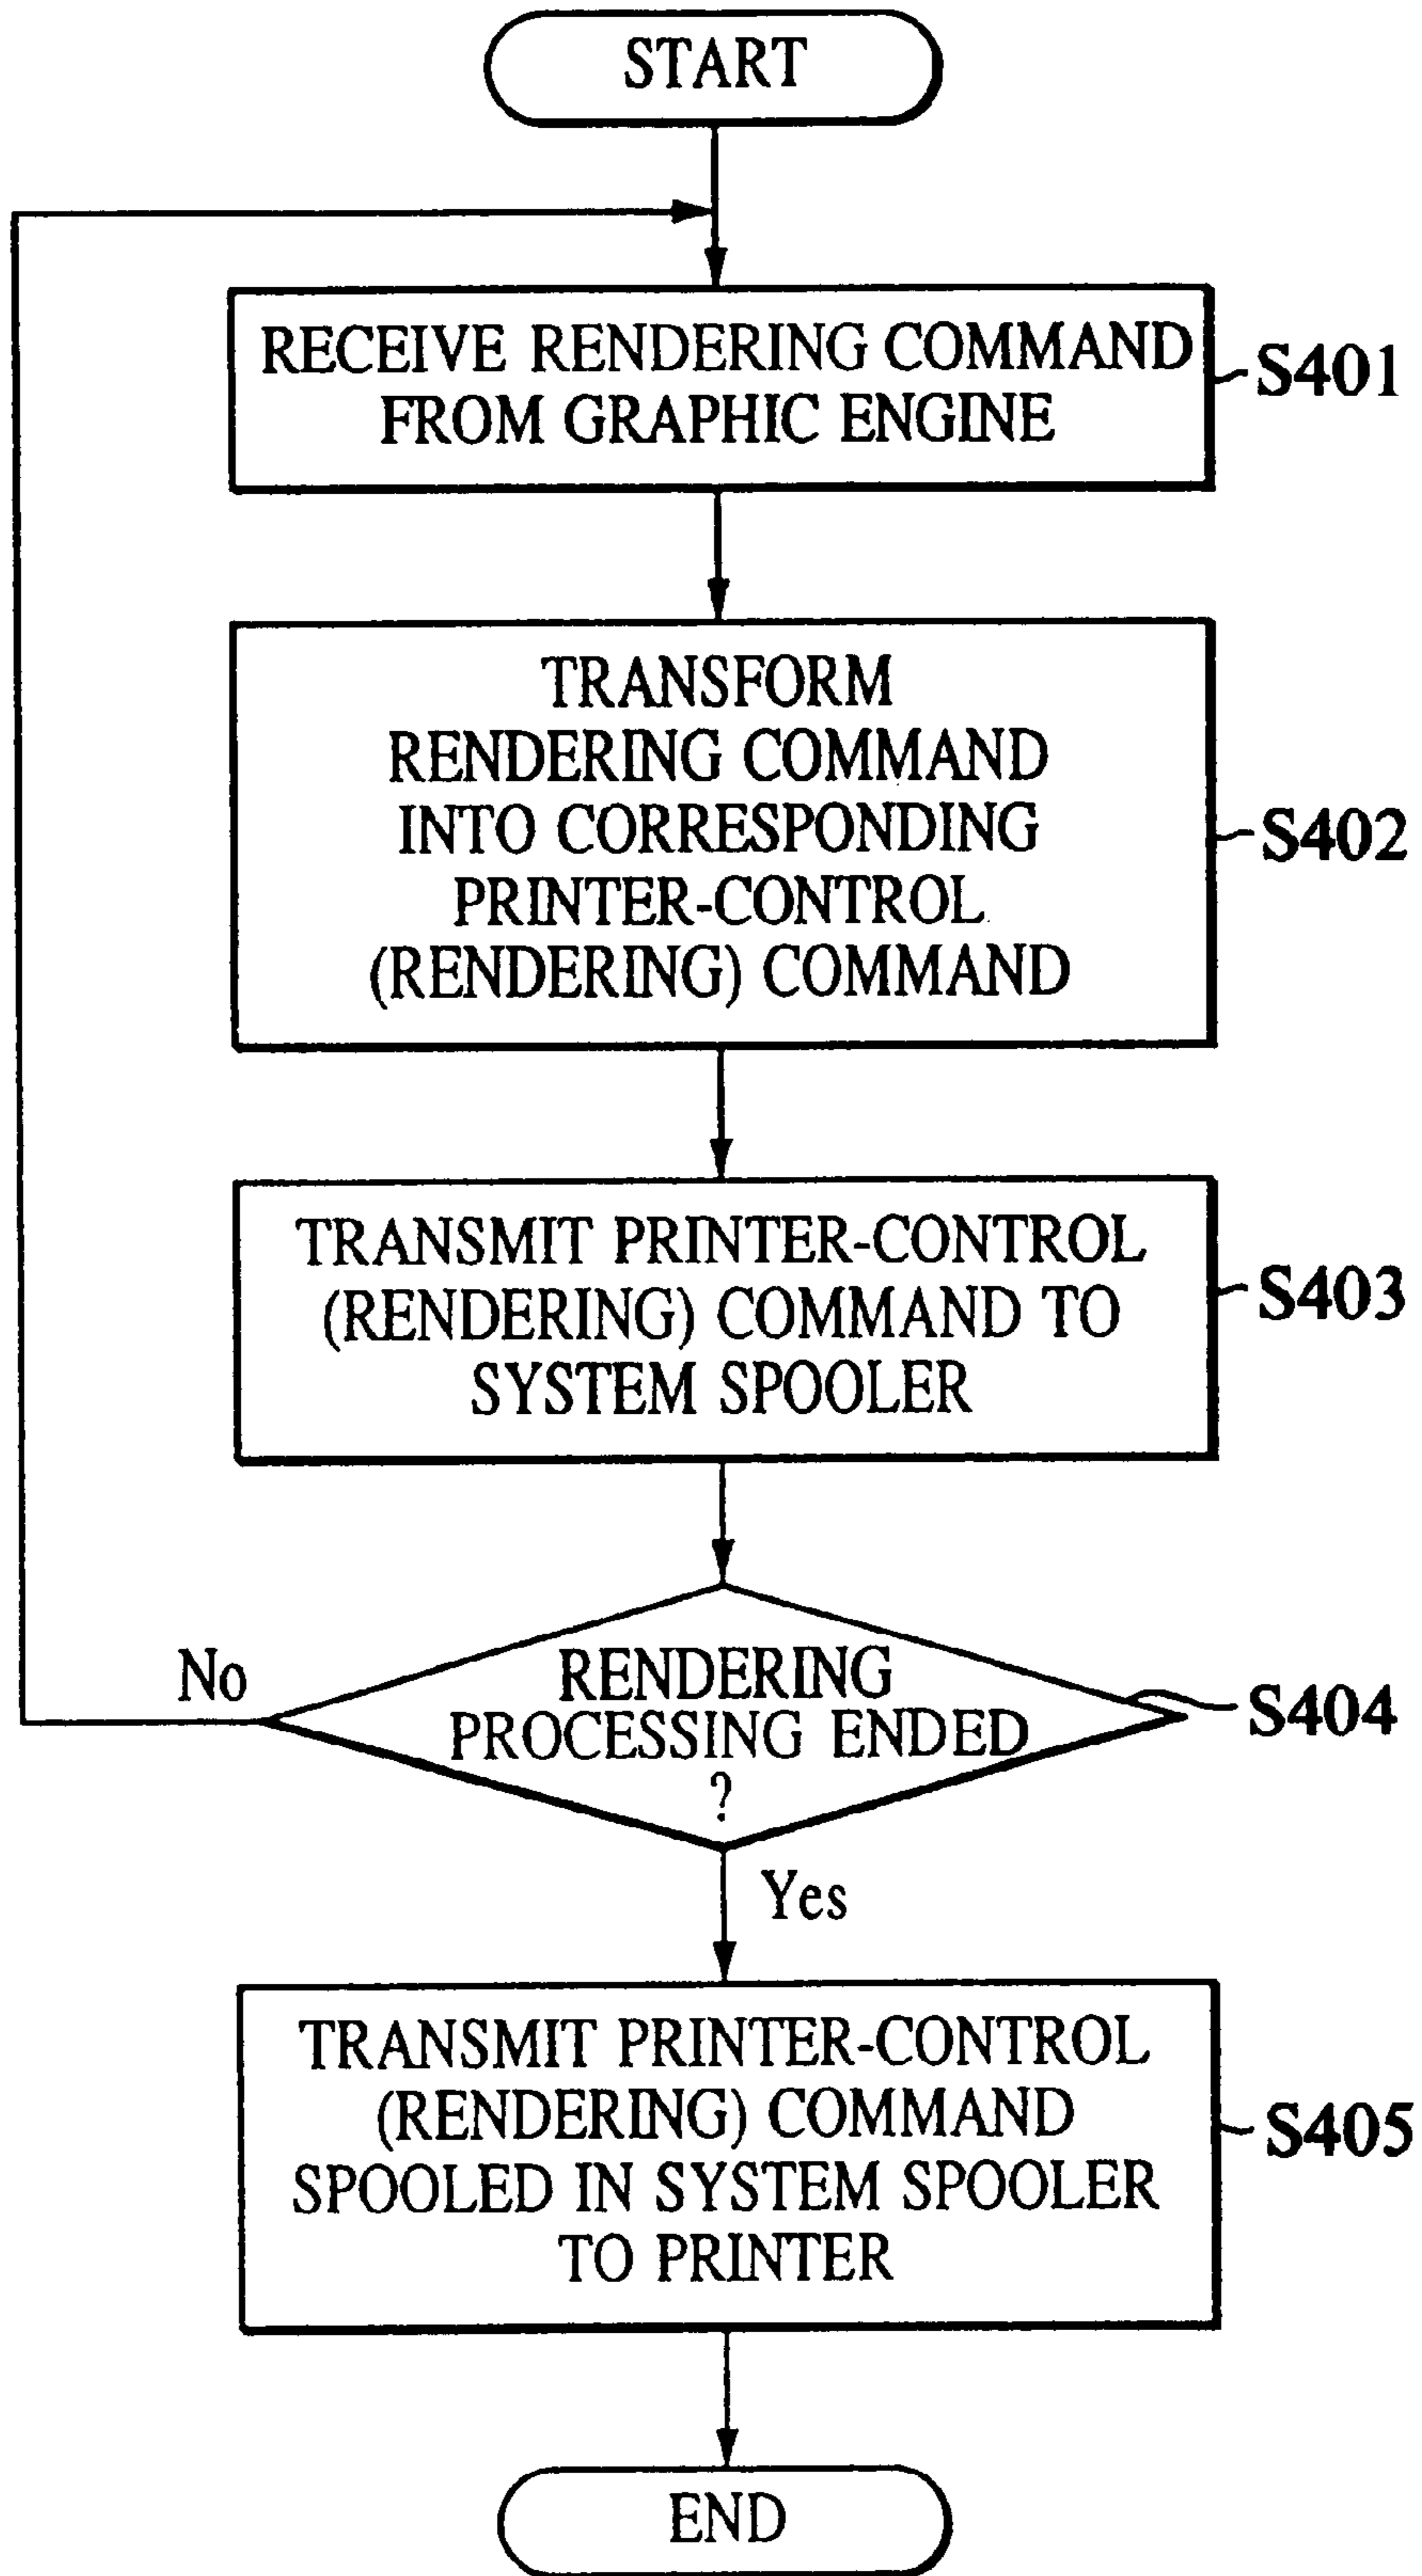 START
RECEIVE RENDERING COMMAND
FROM GRAPHIC ENGINE
S401
TRANSFORM
RENDERING COMMAND
INTO CORRESPONDING
PRINTER-CONTROL
(RENDERING) COMMAND
S402
TRANSMIT PRINTER-CONTROL
(RENDERING) COMMAND TO
SYSTEM SPOOLER
S403
No
RENDERING
PROCESSING ENDED
?
S404
Yes
TRANSMIT PRINTER-CONTROL
(RENDERING) COMMAND
SPOOLED IN SYSTEM SPOOLER
TO PRINTER
S405
END